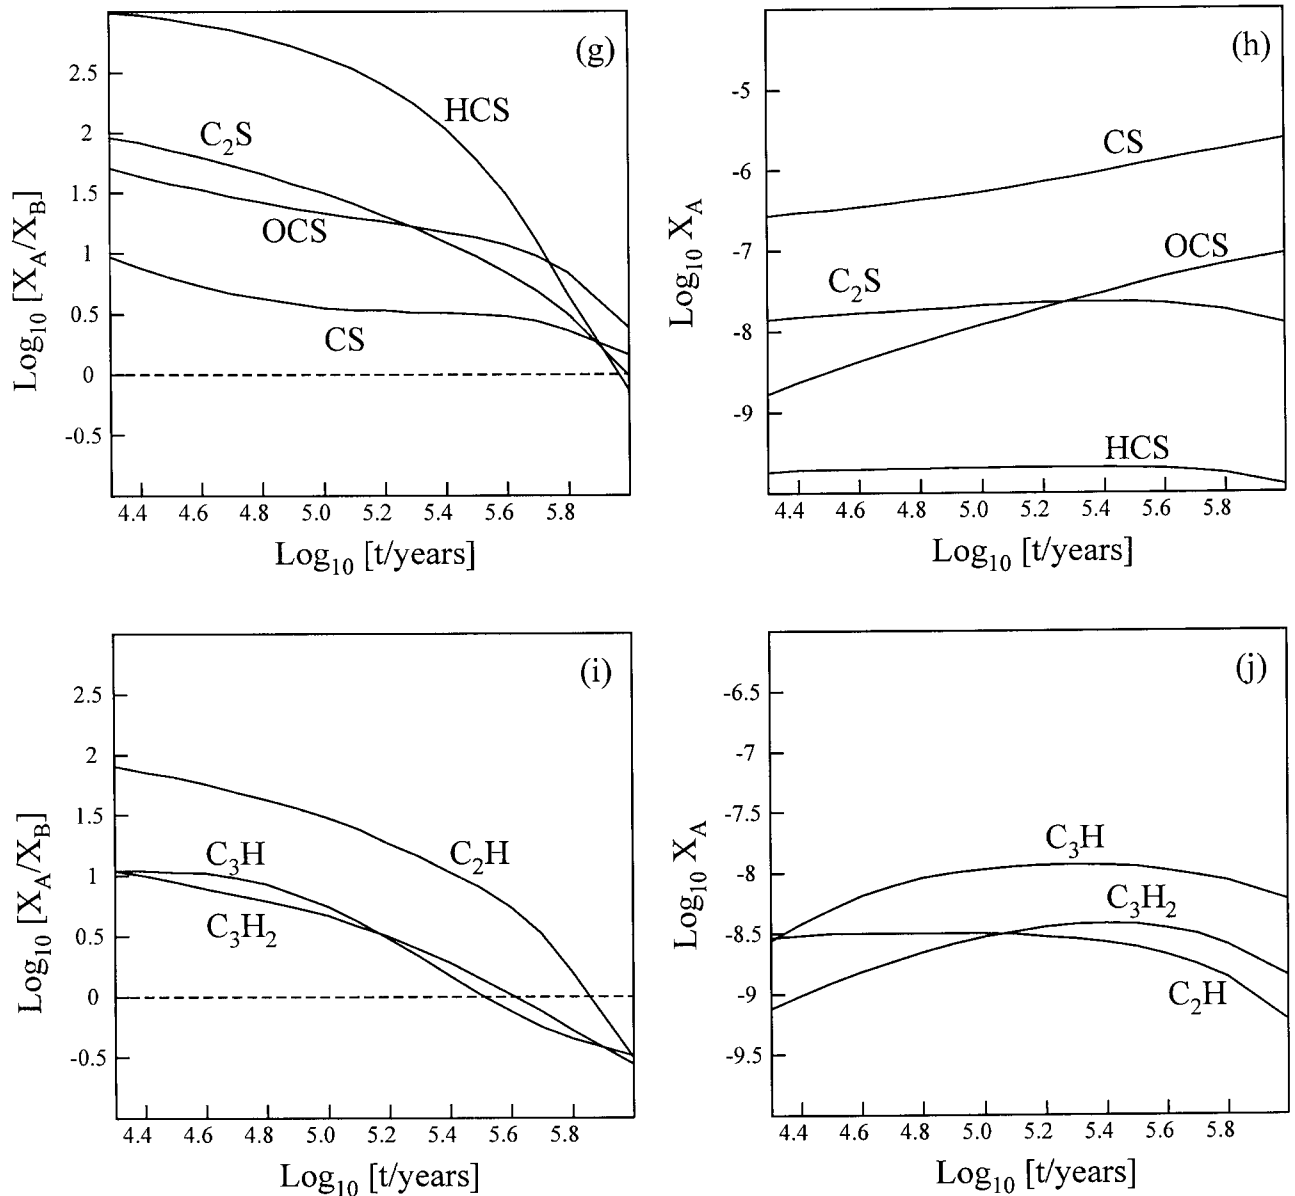 (g)
HCS
C2S
OCS
CS
Log10 [XA/XB]
2.5
2
1.5
1
0.5
0
-0.5
4.4 4.6 4.8 5.0 5.2 5.4 5.6 5.8
Log10 [t/years]
(h)
CS
OCS
C2S
HCS
Log10 XA
-5
-6
-7
-8
-9
4.4 4.6 4.8 5.0 5.2 5.4 5.6 5.8
Log10 [t/years]
(i)
C2H
C3H
C3H2
Log10 [XA/XB]
2.5
2
1.5
1
0.5
0
-0.5
4.4 4.6 4.8 5.0 5.2 5.4 5.6 5.8
Log10 [t/years]
(j)
C3H
C3H2
C2H
Log10 XA
-6.5
-7
-7.5
-8
-8.5
-9
-9.5
4.4 4.6 4.8 5.0 5.2 5.4 5.6 5.8
Log10 [t/years]